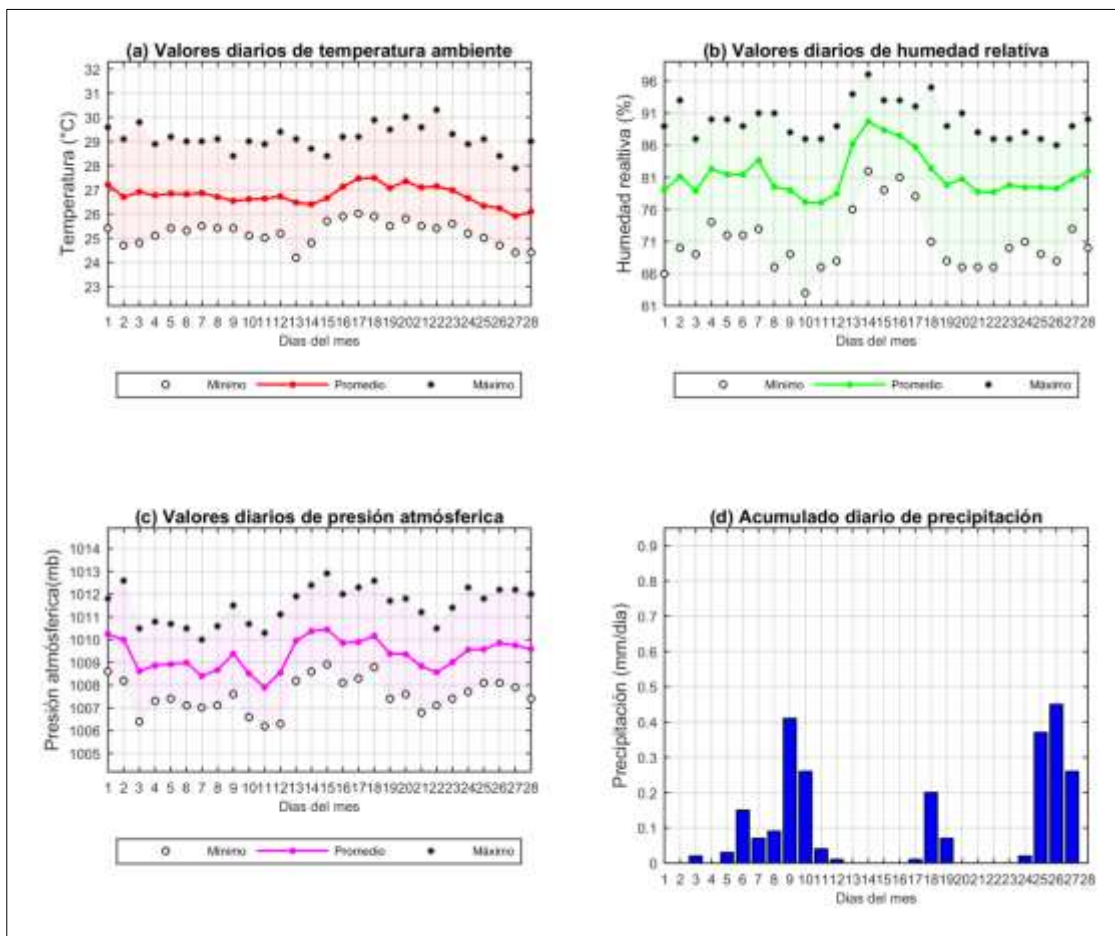 (a) Valores diarios de temperatura ambiente
32
31
30
29
28
27
26
25
24
23
Temperatura (°C)
1 2 3 4 5 6 7 8 9 10 11 12 13 14 15 16 17 18 19 20 21 22 23 24 25 26 27 28
Dias del mes
Mínimo Promedio Máximo
(b) Valores diarios de humedad relativa
96
91
86
81
76
71
66
61
Humedad realtiva (%)
1 2 3 4 5 6 7 8 9 10 11 12 13 14 15 16 17 18 19 20 21 22 23 24 25 26 27 28
Dias del mes
Mínimo Promedio Máximo
(c) Valores diarios de presión atmósferica
1014
1013
1012
1011
1010
1009
1008
1007
1006
1005
Presión atmósferica(mb)
1 2 3 4 5 6 7 8 9 10 11 12 13 14 15 16 17 18 19 20 21 22 23 24 25 26 27 28
Dias del mes
Mínimo Promedio Máximo
(d) Acumulado diario de precipitación
0.9
0.8
0.7
0.6
0.5
0.4
0.3
0.2
0.1
0
Precipitación (mm/dia)
1 2 3 4 5 6 7 8 9 10 11 12 13 14 15 16 17 18 19 20 21 22 23 24 25 26 27 28
Dias del mes